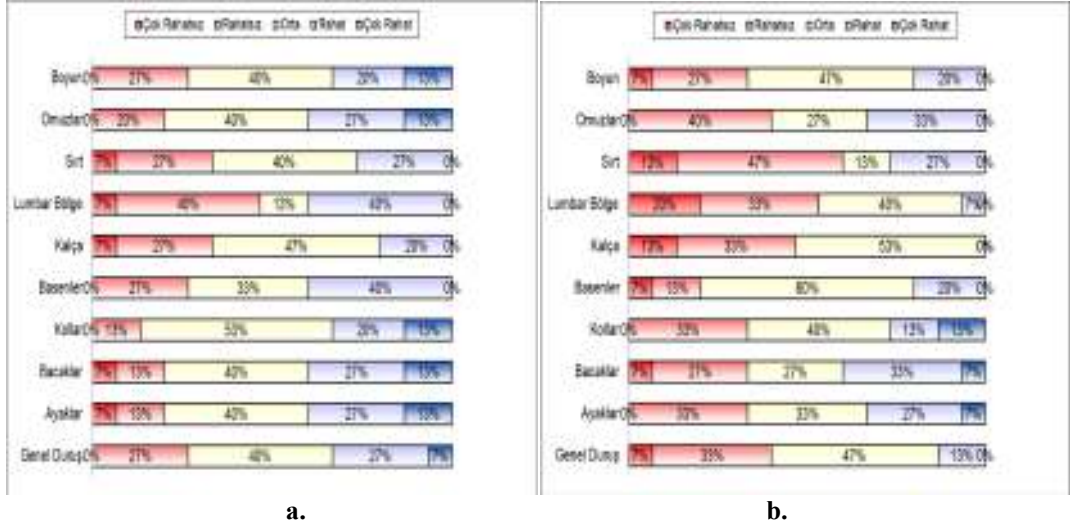 Çok Rahatsız Rahatsız Orta Rahat Çok Rahat
Boyun 0% 27% 40% 20% 13%
Omuzlar 0% 20% 40% 27% 13%
Sırt 7% 27% 40% 27% 0%
Lumbar Bölge 7% 40% 13% 40% 0%
Kalça 7% 27% 47% 20% 0%
Basenler 0% 27% 33% 40% 0%
Kollar 0% 13% 53% 20% 13%
Bacaklar 7% 13% 40% 27% 13%
Ayaklar 7% 13% 40% 27% 13%
Genel Duruş 0% 27% 40% 27% 7%
a.
Çok Rahatsız Rahatsız Orta Rahat Çok Rahat
Boyun 7% 27% 47% 20% 0%
Omuzlar 0% 40% 27% 33% 0%
Sırt 13% 47% 13% 27% 0%
Lumbar Bölge 20% 33% 40% 7% 0%
Kalça 13% 33% 53% 0%
Basenler 7% 13% 60% 20% 0%
Kollar 0% 33% 40% 13% 13%
Bacaklar 7% 27% 27% 33% 7%
Ayaklar 0% 33% 33% 27% 7%
Genel Duruş 7% 33% 47% 13% 0%
b.